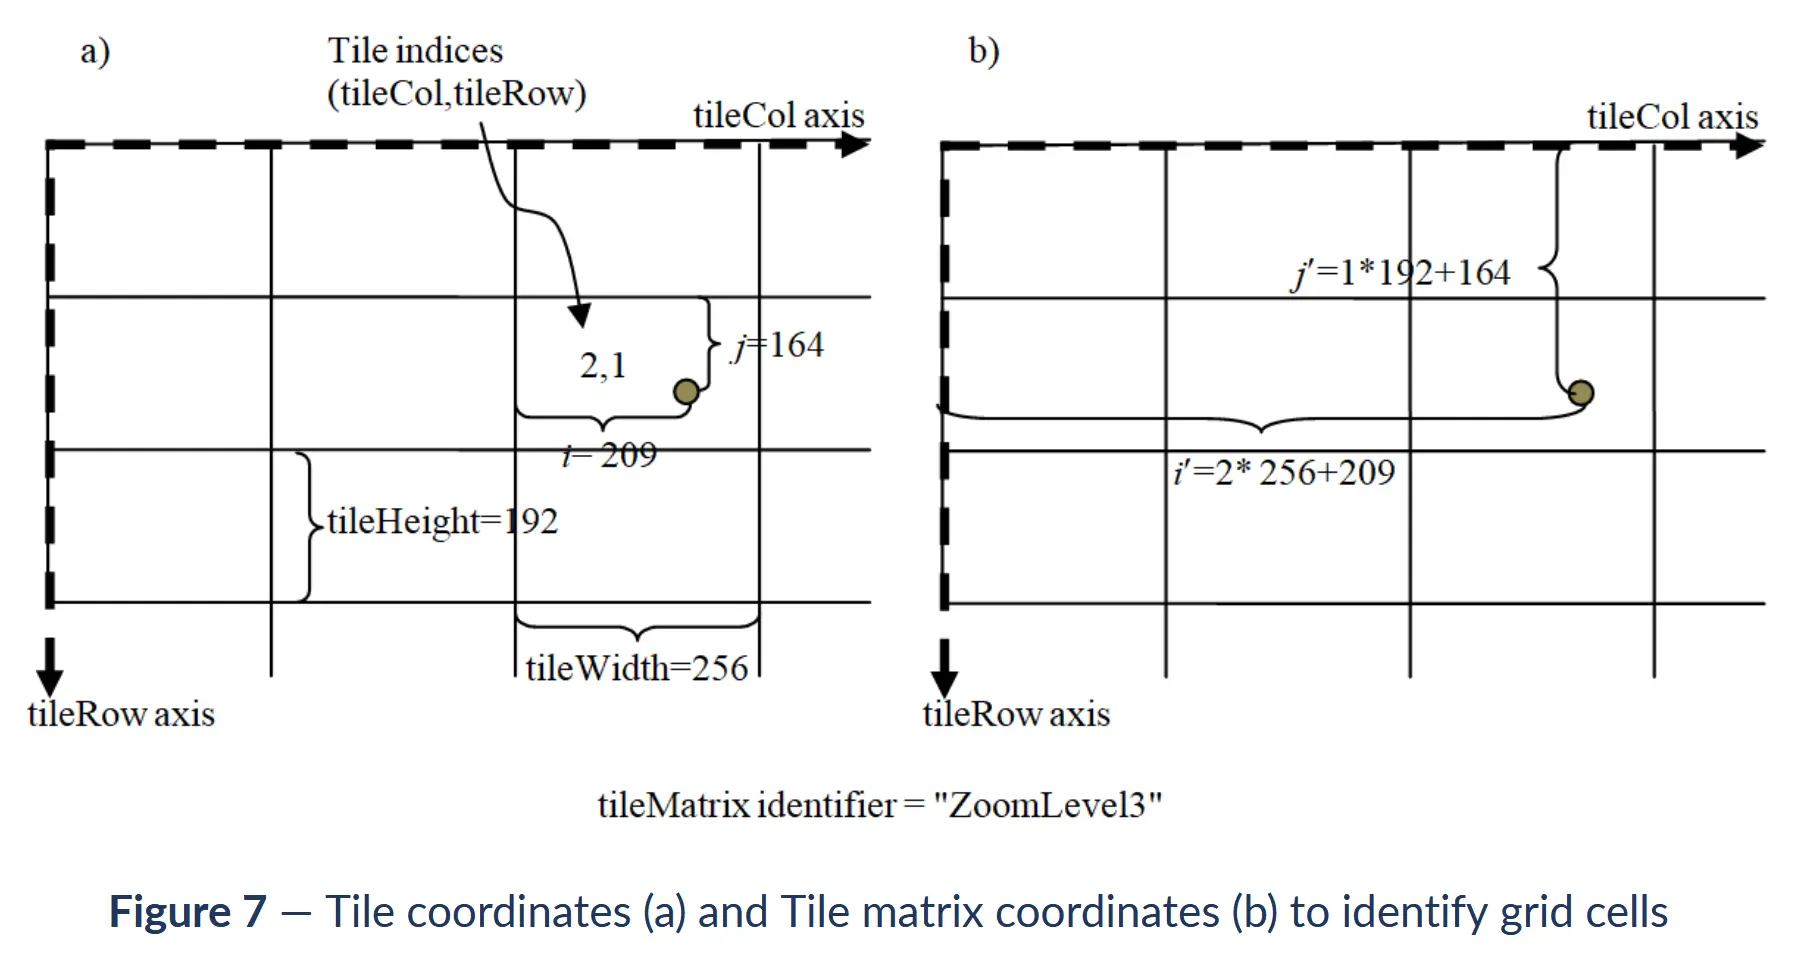 a)
Tile indices
(tileCol,tileRow)
tileCol axis
2,1
j=164
i= 209
tileHeight=192
tileWidth=256
tileRow axis
b)
tileCol axis
j'=1*192+164
i'=2* 256+209
tileRow axis
tileMatrix identifier = "ZoomLevel3"
Figure 7 — Tile coordinates (a) and Tile matrix coordinates (b) to identify grid cells